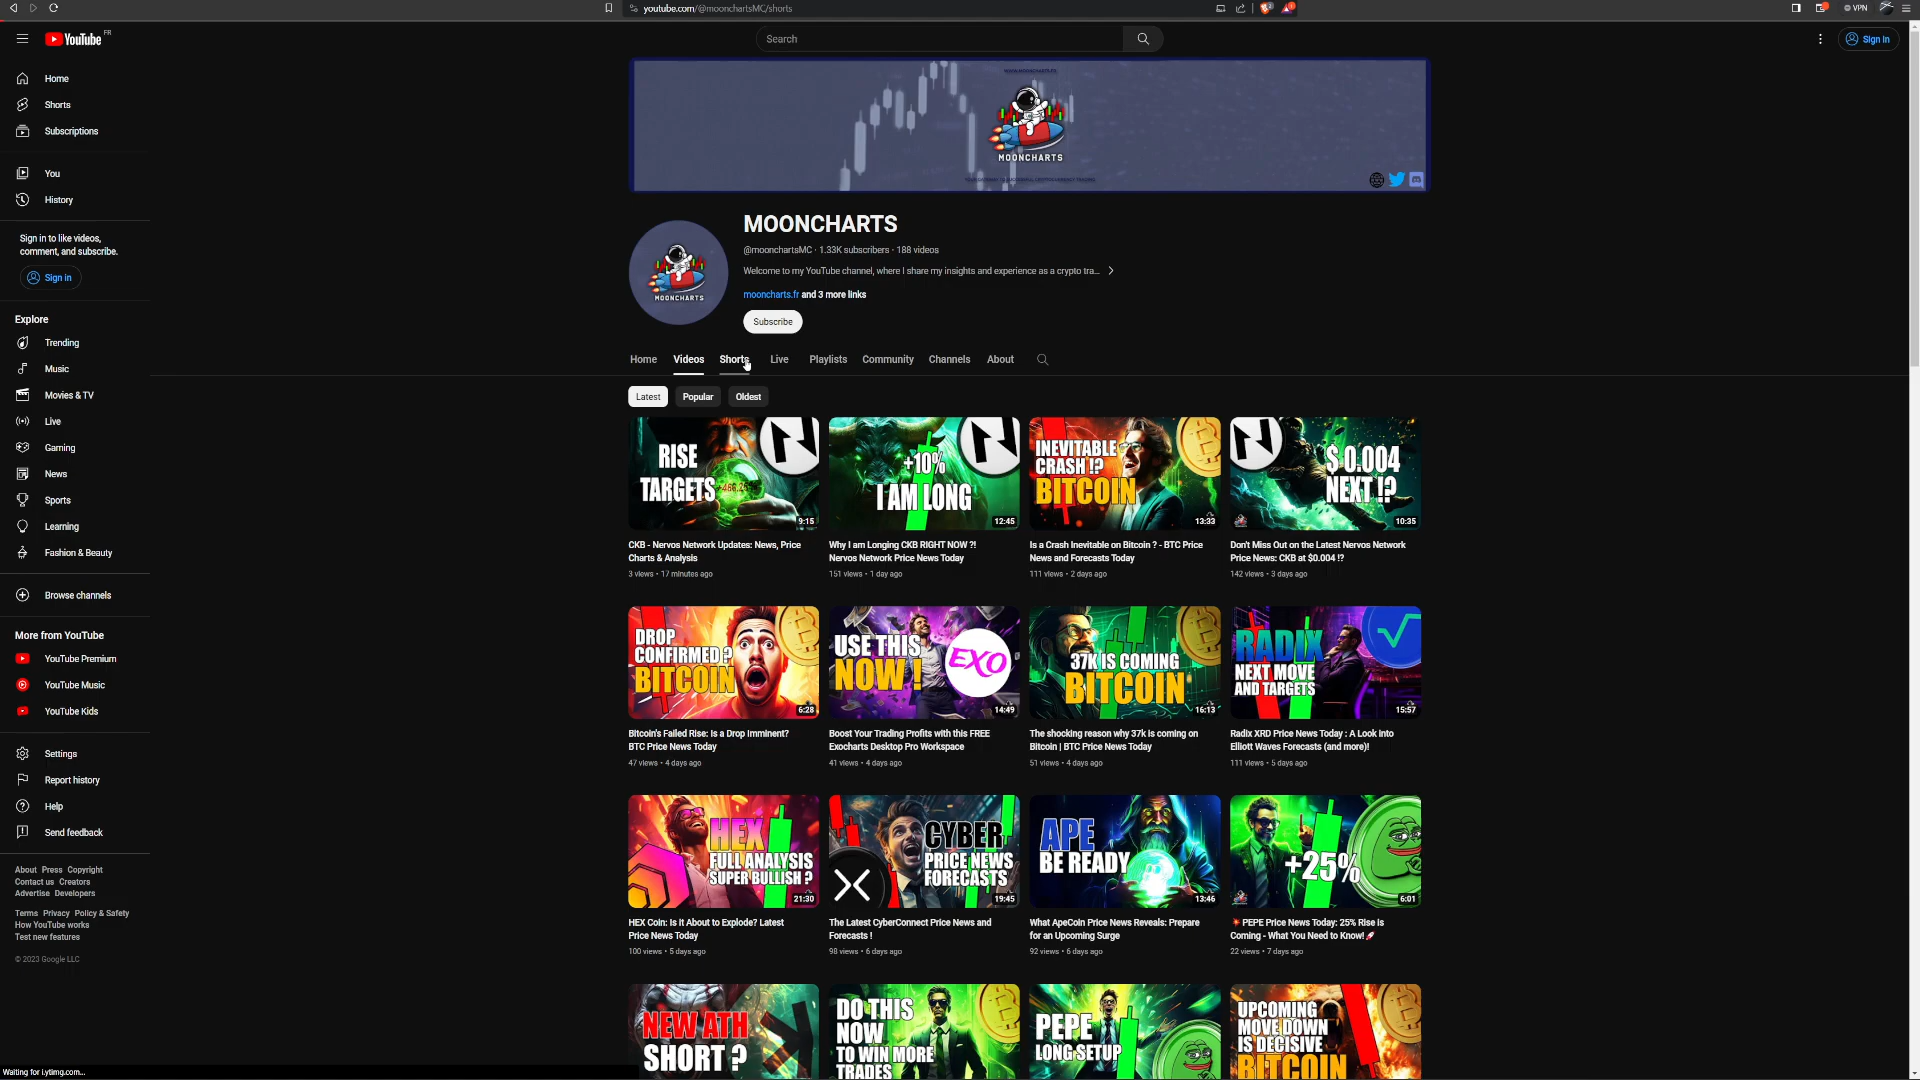 youtube.com/@moonchartsMC/shorts
VPN
YouTube FR
Search
Sign in
Home
Shorts
Subscriptions
You
History
Sign in to like videos,
comment, and subscribe.
Sign in
Explore
Trending
Music
Movies & TV
Live
Gaming
News
Sports
Learning
Fashion & Beauty
Browse channels
More from YouTube
YouTube Premium
YouTube Music
YouTube Kids
Settings
Report history
Help
Send feedback
About Press Copyright
Contact us Creators
Advertise Developers
Terms Privacy Policy & Safety
How YouTube works
Test new features
© 2023 Google LLC
Waiting for i.ytimg.com...
WWW.MOONCHARTS.FR
MOONCHARTS
MOONCHARTS
MOONCHARTS
@moonchartsMC · 1.33K subscribers · 188 videos
Welcome to my YouTube channel, where I share my insights and experience as a crypto tra...
mooncharts.fr and 3 more links
Subscribe
Home Videos Shorts Live Playlists Community Channels About
Latest Popular Oldest
RISE
TARGETS
9:15
CKB - Nervos Network Updates: News, Price
Charts & Analysis
3 views · 17 minutes ago
+10%
I AM LONG
12:45
Why I am Longing CKB RIGHT NOW ?!
Nervos Network Price News Today
151 views · 1 day ago
INEVITABLE
CRASH !?
BITCOIN
13:33
Is a Crash Inevitable on Bitcoin ? - BTC Price
News and Forecasts Today
111 views · 2 days ago
$ 0.004
NEXT !?
10:35
Don't Miss Out on the Latest Nervos Network
Price News: CKB at $0.004 !?
142 views · 3 days ago
DROP
CONFIRMED ?
BITCOIN
6:28
Bitcoin's Failed Rise: Is a Drop Imminent?
BTC Price News Today
47 views · 4 days ago
USE THIS
NOW !
EXO
14:49
Boost Your Trading Profits with this FREE
Exocharts Desktop Pro Workspace
41 views · 4 days ago
37K IS COMING
BITCOIN
16:13
The shocking reason why 37k is coming on
Bitcoin | BTC Price News Today
51 views · 4 days ago
RADIX
NEXT MOVE
AND TARGETS
15:57
Radix XRD Price News Today : A Look Into
Elliott Waves Forecasts (and more)!
111 views · 5 days ago
HEX
FULL ANALYSIS
SUPER BULLISH ?
21:30
HEX Coin: Is It About to Explode? Latest
Price News Today
100 views · 5 days ago
CYBER
PRICE NEWS
FORECASTS
19:45
The Latest CyberConnect Price News and
Forecasts !
98 views · 6 days ago
APE
BE READY
13:46
What ApeCoin Price News Reveals: Prepare
for an Upcoming Surge
92 views · 6 days ago
+25%
6:01
💥PEPE Price News Today: 25% Rise Is
Coming - What You Need to Know!🚀
22 views · 7 days ago
NEW ATH
SHORT ?
DO THIS
NOW
TO WIN MORE
TRADES
PEPE
LONG SETUP
UPCOMING
MOVE DOWN
IS DECISIVE
BITCOIN